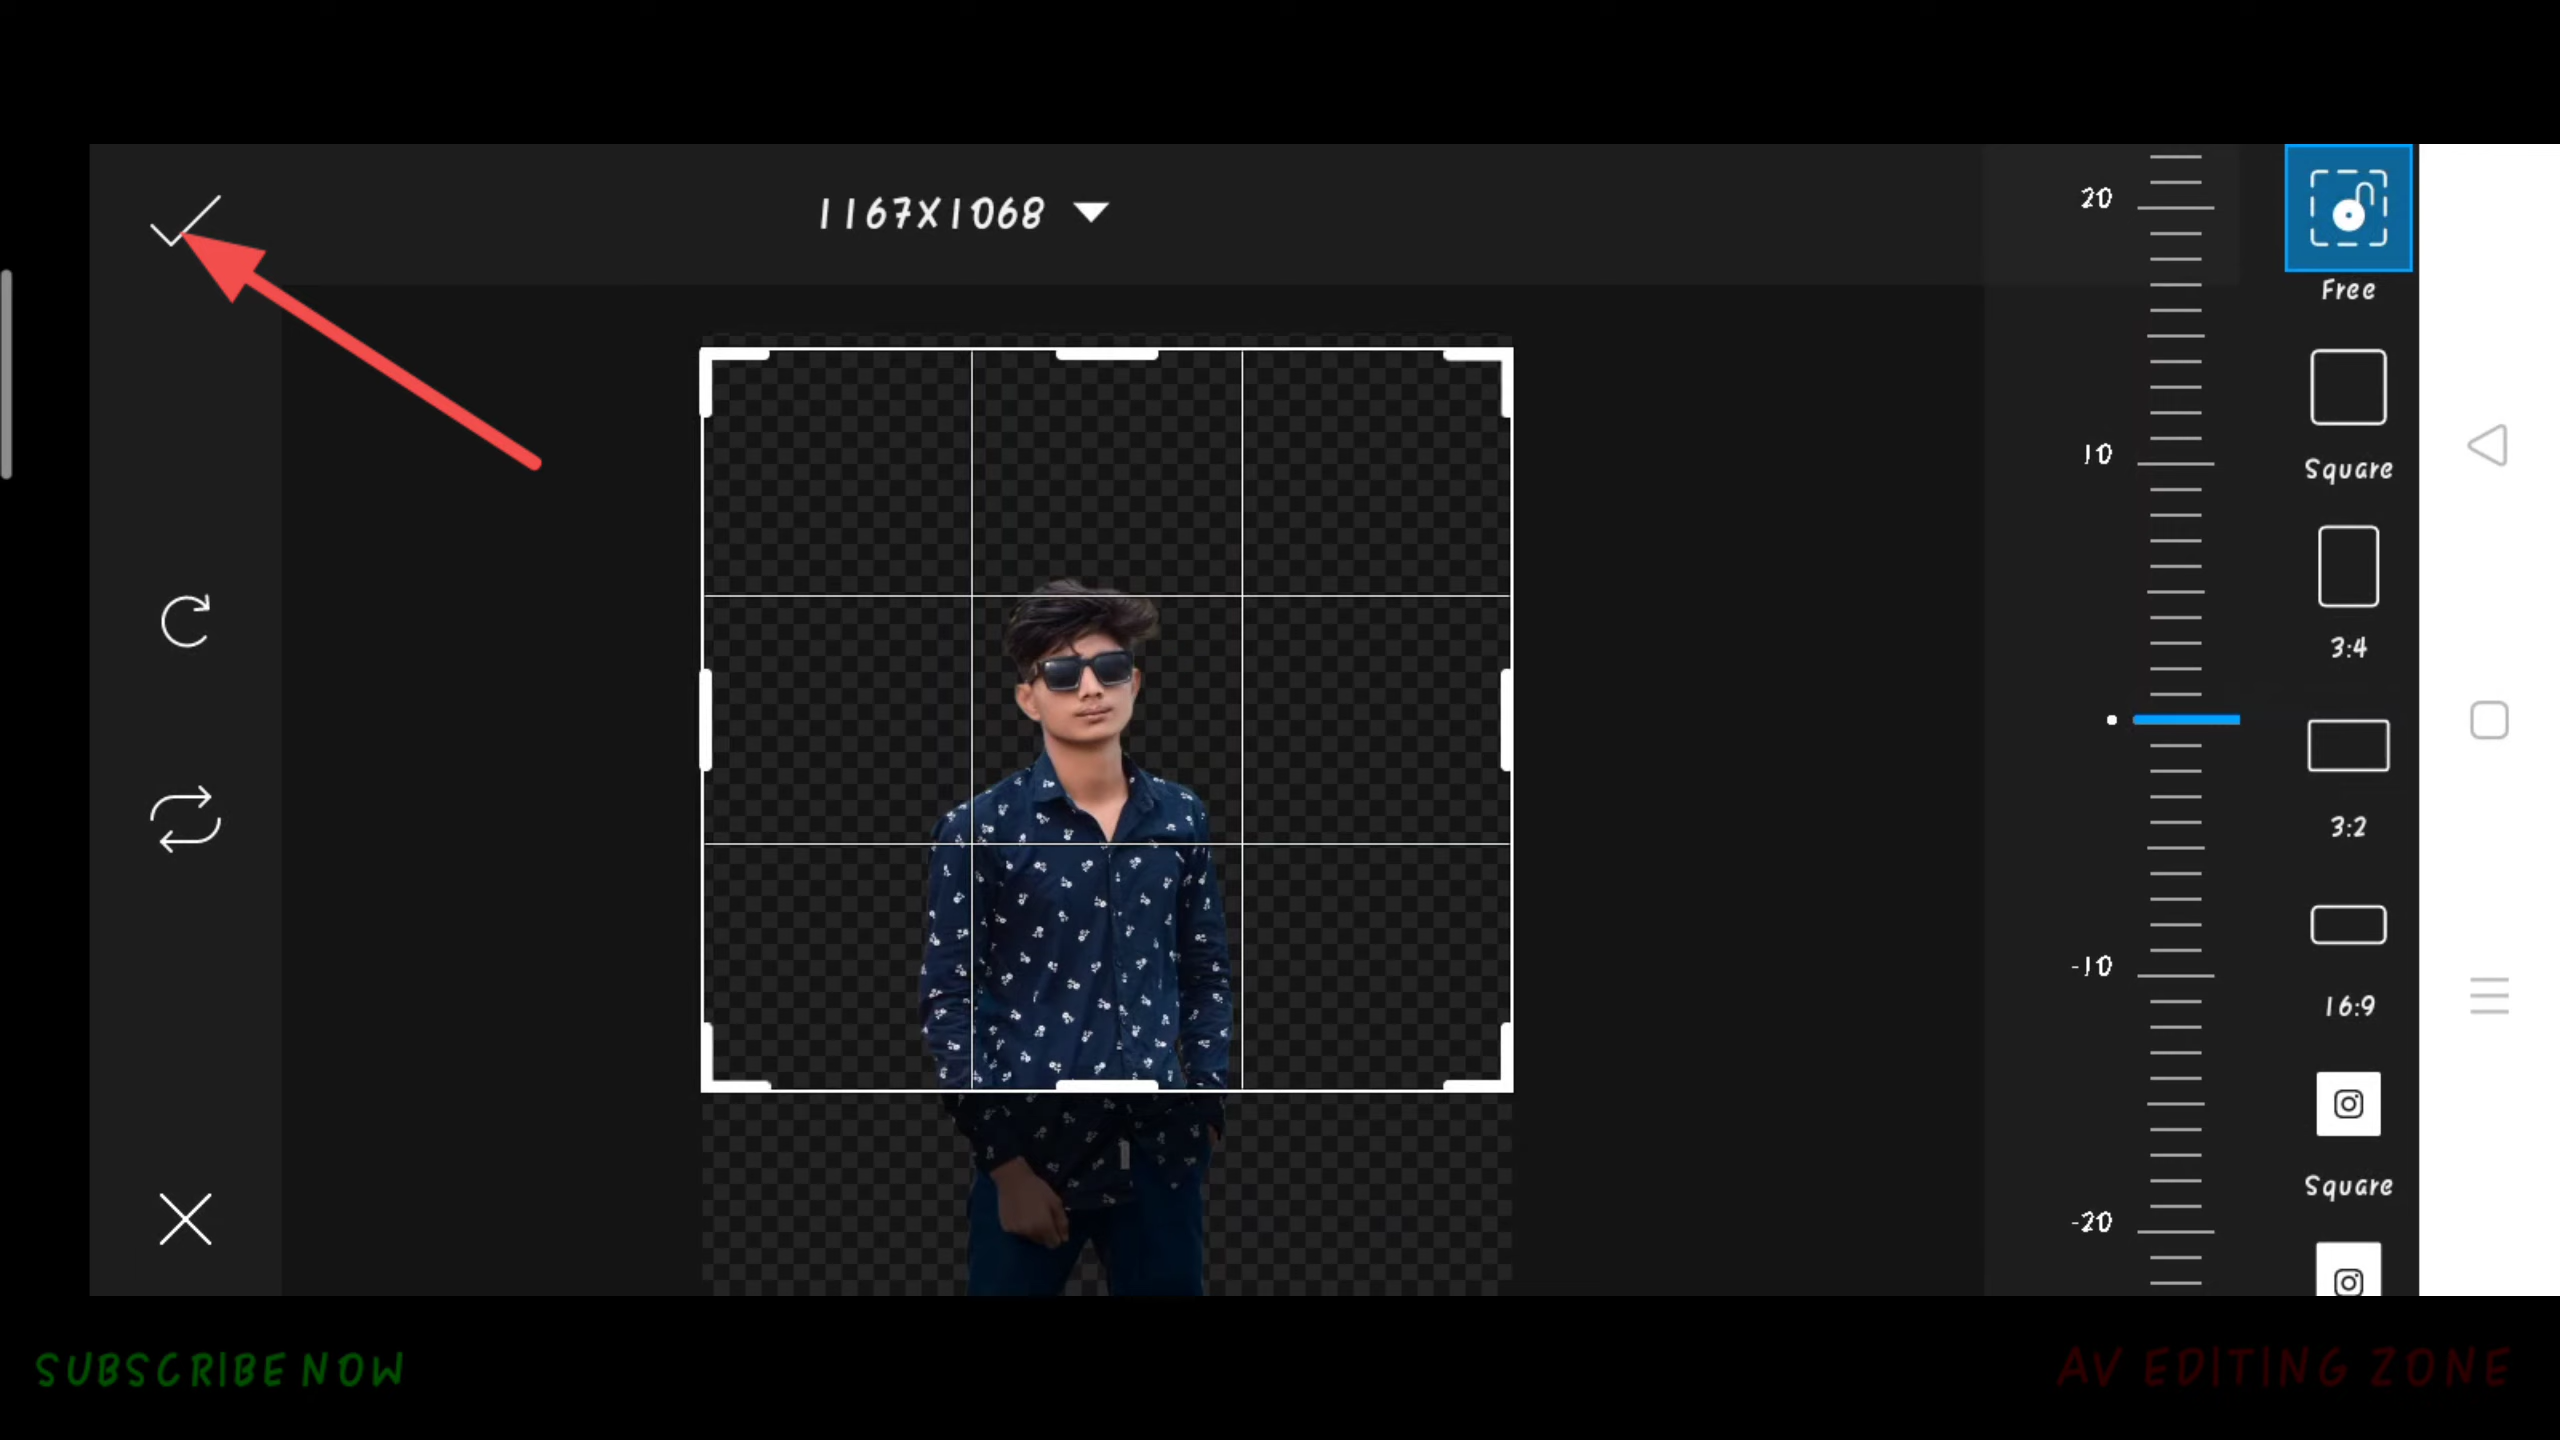 1167X1068
20
10
-10
-20
Free
Square
3:4
3:2
16:9
Square
SUBSCRIBE NOW
AV EDITING ZONE